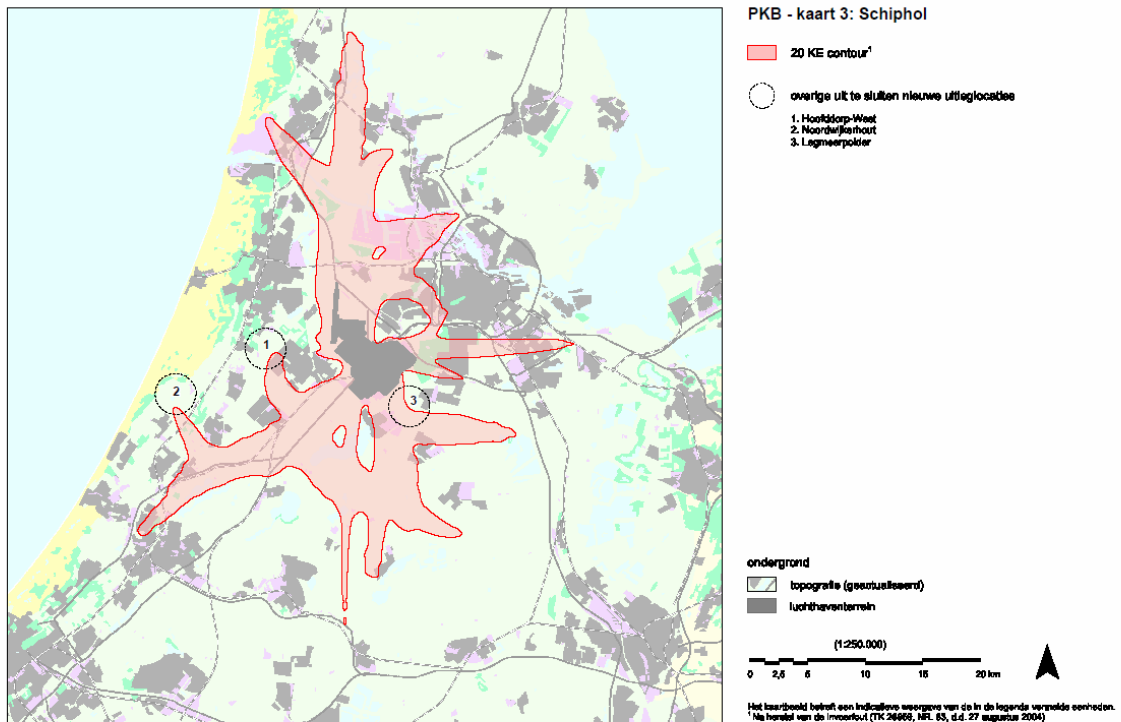 PKB - kaart 3: Schiphol
20 KE contour¹
overige uit te sluiten nieuwe uitleglocaties
1. Hoofddorp-West
2. Noordwijkerhout
3. Legmeerpolder
1
2
3
ondergrond
topografie (geactualiseerd)
luchthaventerrein
(1:250.000)
0 2,5 5 10 15 20 km
Het kaartbeeld betreft een indicatieve weergave van de in de legenda vermelde eenheden.
¹ Na herstel van de invoerfout (TK 26959, NR. 63, d.d. 27 augustus 2004)